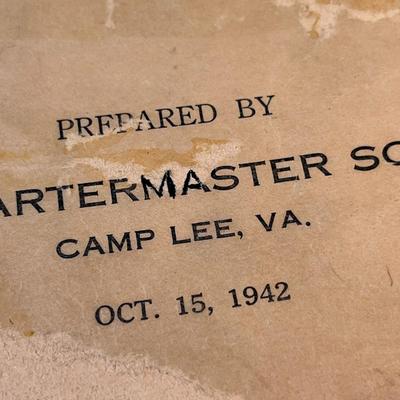 PREPARED BY
ARTERMASTER SC
CAMP LEE, VA.
OCT. 15, 1942